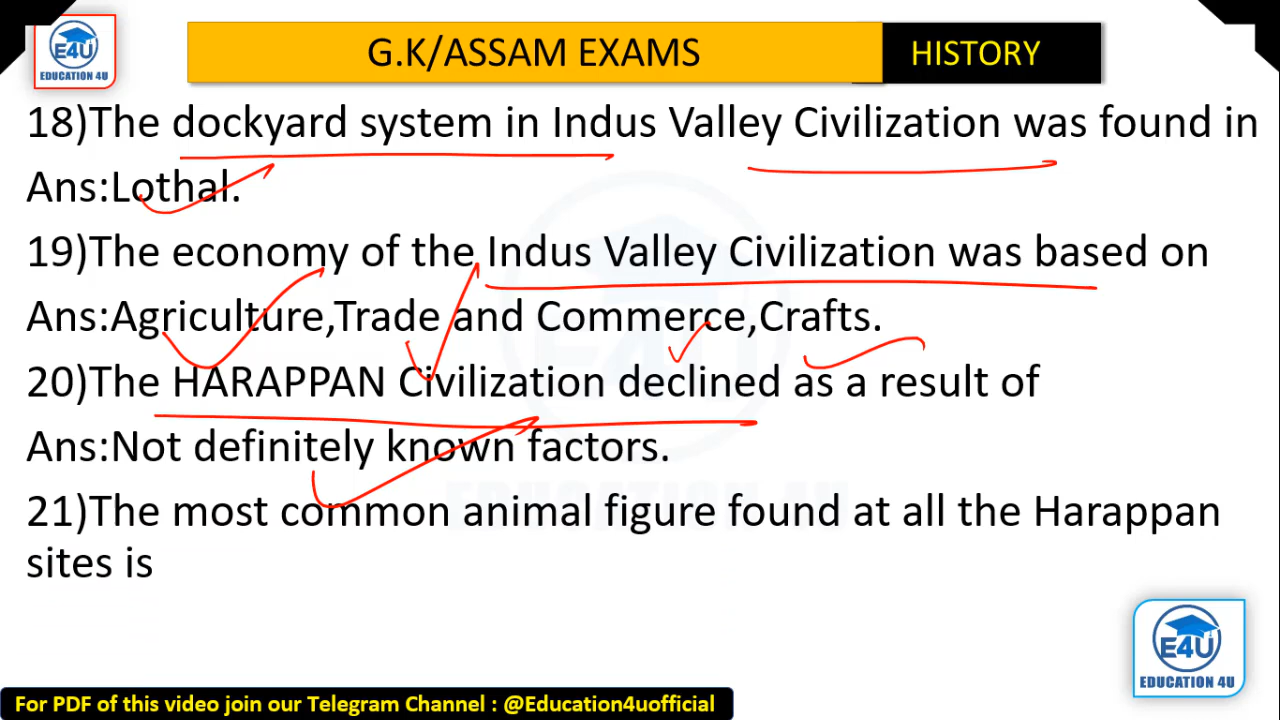 E4U
EDUCATION 4U
G.K/ASSAM EXAMS
HISTORY
18)The dockyard system in Indus Valley Civilization was found in
Ans:Lothal.
19)The economy of the Indus Valley Civilization was based on
Ans:Agriculture,Trade and Commerce,Crafts.
20)The HARAPPAN Civilization declined as a result of
Ans:Not definitely known factors.
21)The most common animal figure found at all the Harappan
sites is
E4U
EDUCATION 4U
E4U
EDUCATION 4U
For PDF of this video join our Telegram Channel : @Education4uofficial